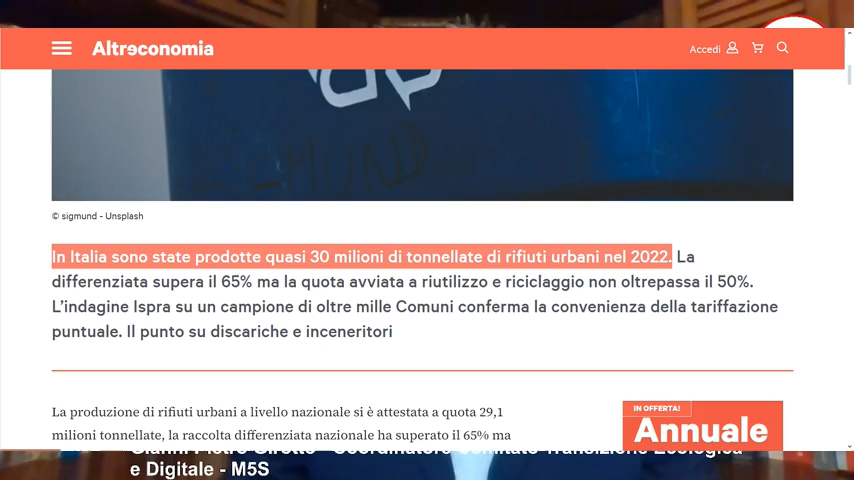 Altreconomia
Accedi
MUND
© sigmund - Unsplash
In Italia sono state prodotte quasi 30 milioni di tonnellate di rifiuti urbani nel 2022. La
differenziata supera il 65% ma la quota avviata a riutilizzo e riciclaggio non oltrepassa il 50%.
L’indagine Ispra su un campione di oltre mille Comuni conferma la convenienza della tariffazione
puntuale. Il punto su discariche e inceneritori
La produzione di rifiuti urbani a livello nazionale si è attestata a quota 29,1
milioni tonnellate, la raccolta differenziata nazionale ha superato il 65% ma
IN OFFERTA!
Annuale
e Digitale - M5S